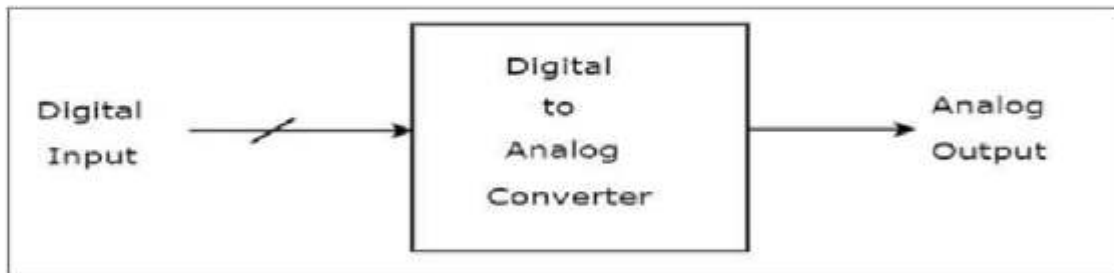 Digital
Input
Digital
to
Analog
Converter
Analog
Output